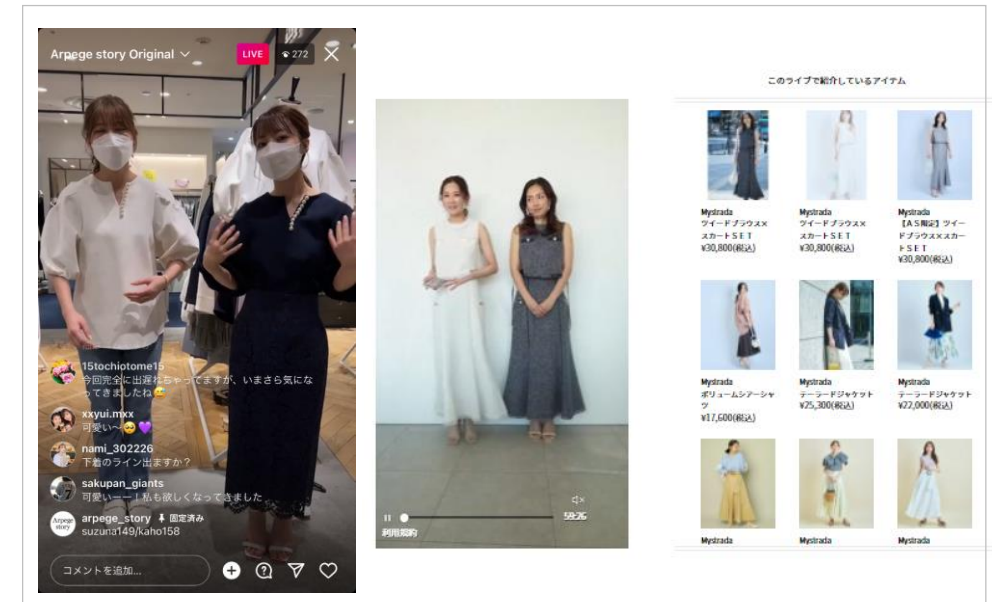 Arpege story Original
LIVE
272
15tochiotome15
今回完全に出遅れちゃってますが、いまさら気にな
ってきましたね😅
xxyui.mxx
可愛い〜🥺💜
nami_302226
下着のライン出ますか？
sakupan_giants
可愛いーー！私も欲しくなってきました
Arpege
story
arpege_story 固定済み
suzuna149/kaho158
コメントを追加...
59:26
利用規約
このライブで紹介しているアイテム
Mystrada
ツイードブラウス×
スカートＳＥＴ
¥30,800(税込)
Mystrada
ツイードブラウス×
スカートＳＥＴ
¥30,800(税込)
Mystrada
【ＡＳ限定】ツイー
ドブラウス×スカー
トＳＥＴ
¥30,800(税込)
Mystrada
ボリュームシアーシャ
ツ
¥17,600(税込)
Mystrada
テーラードジャケット
¥25,300(税込)
Mystrada
テーラードジャケット
¥22,000(税込)
Mystrada
Mystrada
Mystrada